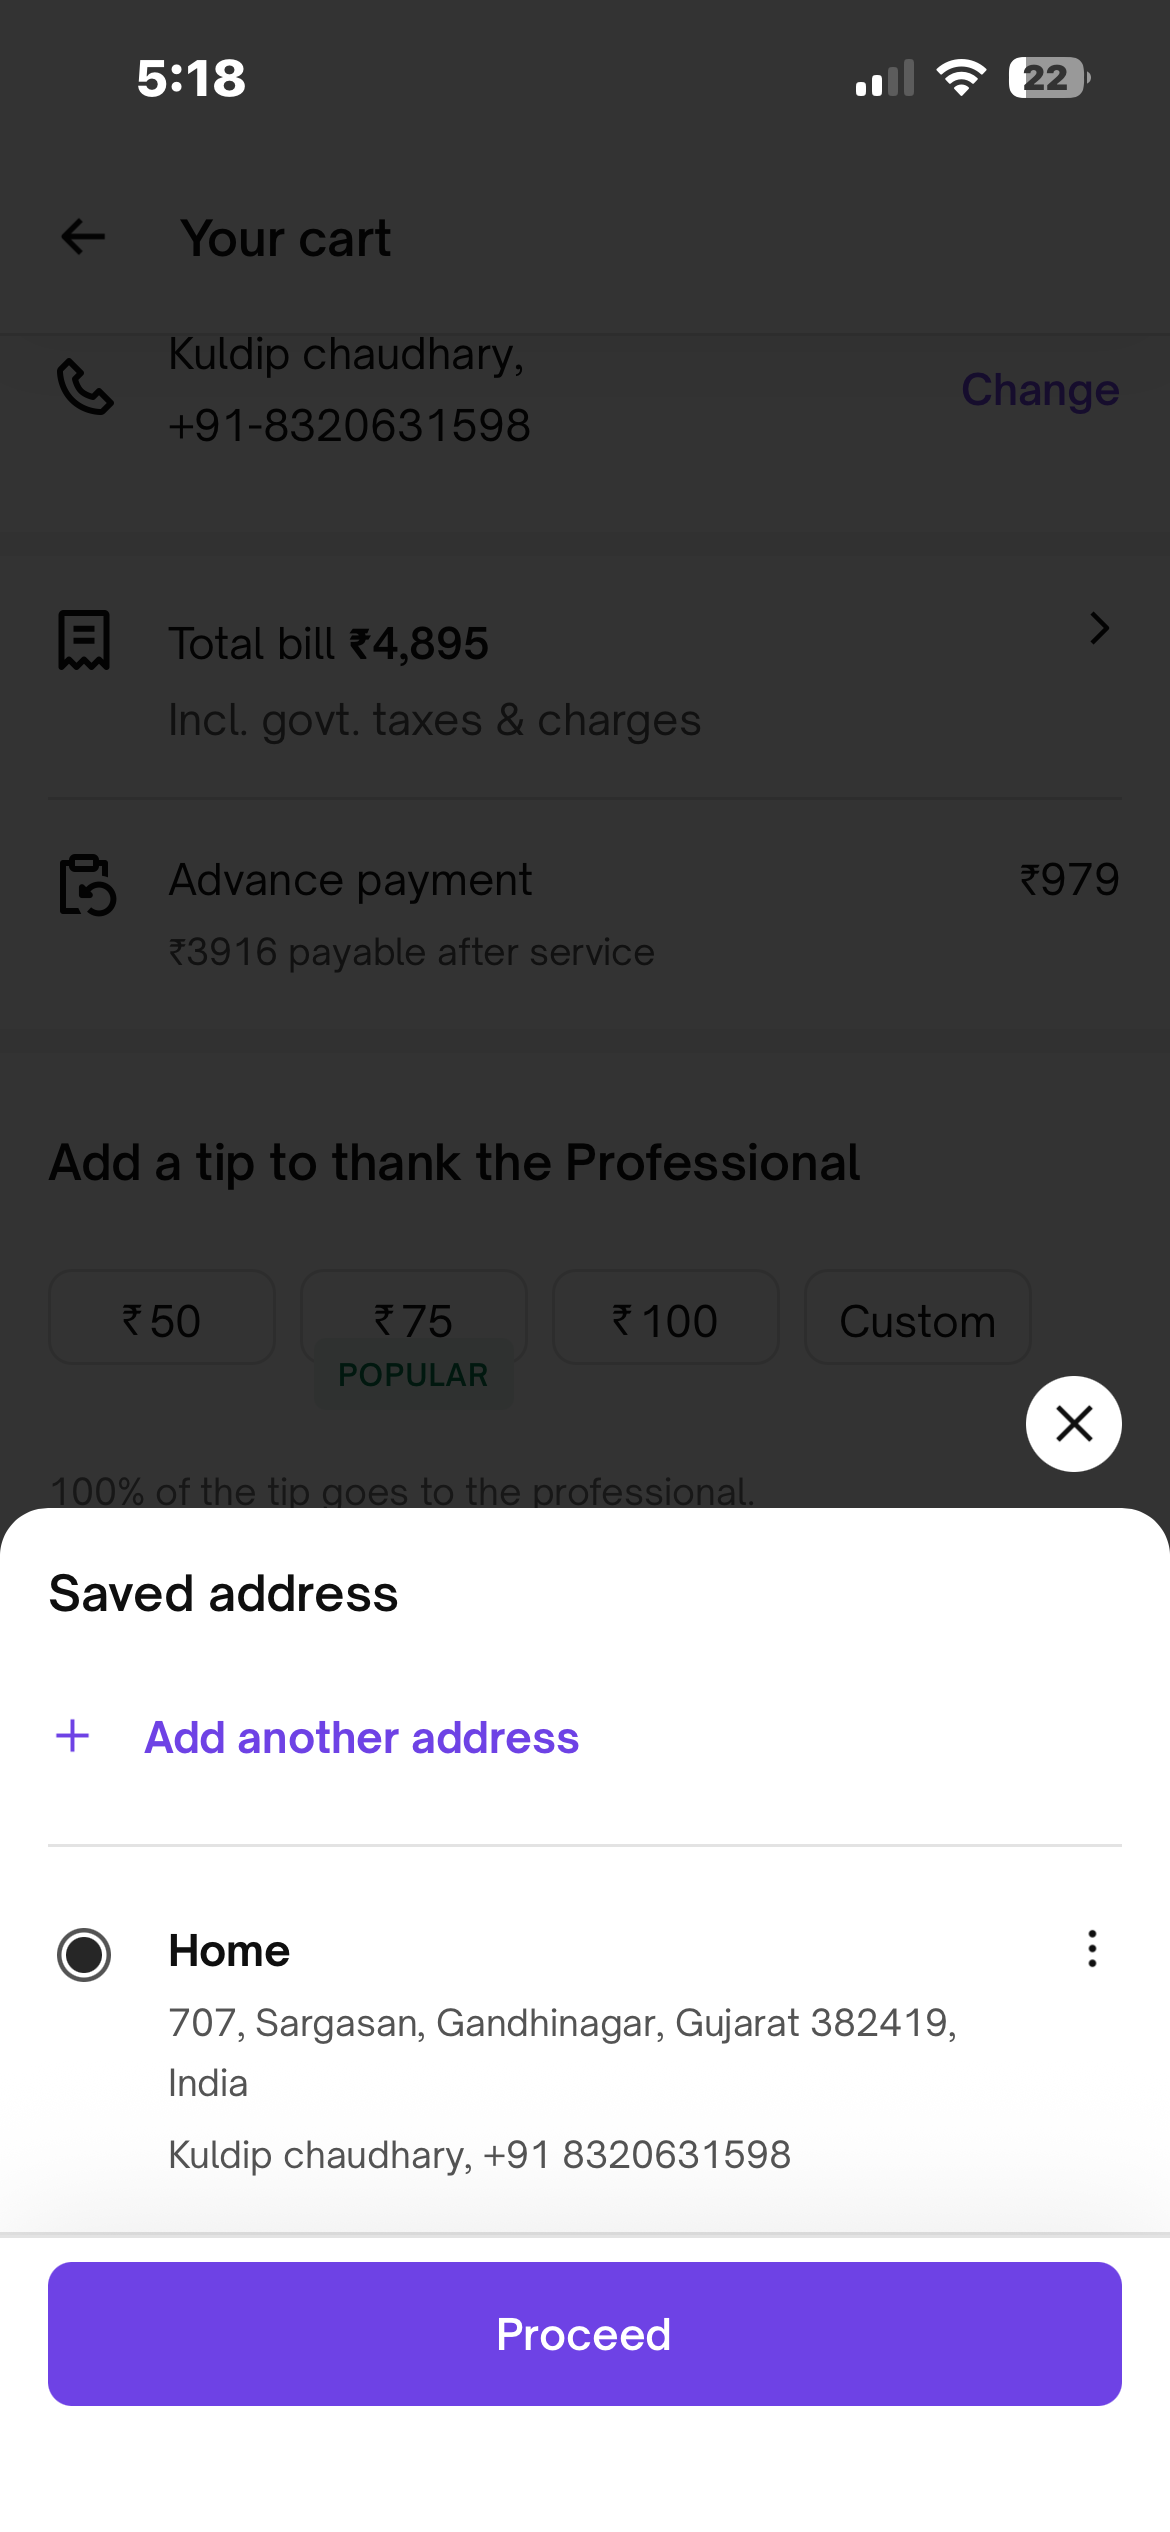 5:18
22
Your cart
Kuldip chaudhary,
+91-8320631598
Change
Total bill ₹4,895
Incl. govt. taxes & charges
Advance payment
₹979
₹3916 payable after service
Add a tip to thank the Professional
₹50
₹75
₹100
Custom
POPULAR
100% of the tip goes to the professional.
Saved address
+ Add another address
Home
707, Sargasan, Gandhinagar, Gujarat 382419,
India
Kuldip chaudhary, +91 8320631598
Proceed